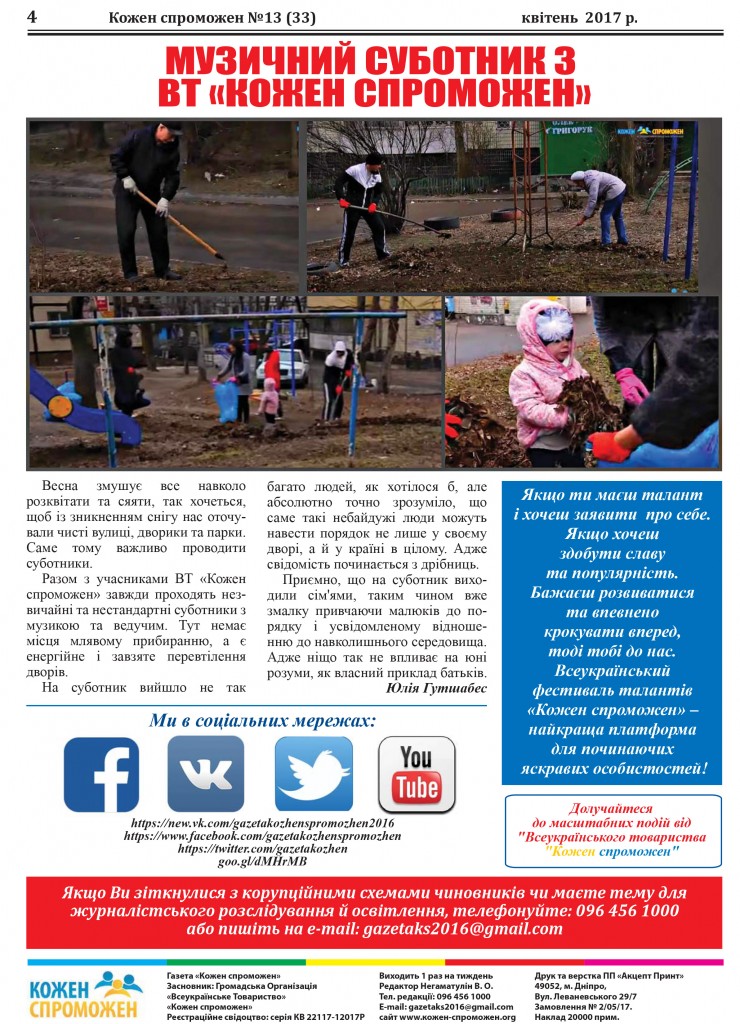 4
Кожен спроможен №13 (33)
квітень 2017 р.
МУЗИЧНИЙ СУБОТНИК З
ВТ «КОЖЕН СПРОМОЖЕН»
ГРИГОРУК
КОЖЕН СПРОМОЖЕН
Весна змушує все навколо
розквітати та сяяти, так хочеться,
щоб із зникненням снігу нас оточу-
вали чисті вулиці, дворики та парки.
Саме тому важливо проводити
суботники.
Разом з учасниками ВТ «Кожен
спроможен» завжди проходять нез-
вичайні та нестандартні суботники з
музикою та ведучим. Тут немає
місця млявому прибиранню, а є
енергійне і завзяте перевтілення
дворів.
На суботник вийшло не так
багато людей, як хотілося б, але
абсолютно точно зрозуміло, що
саме такі небайдужі люди можуть
навести порядок не лише у своєму
дворі, а й у країні в цілому. Адже
свідомість починається з дрібниць.
Приємно, що на суботник вихо-
дили сім'ями, таким чином вже
змалку привчаючи малюків до по-
рядку і усвідомленому відношен-
ню до навколишнього середовища.
Адже ніщо так не впливає на юні
розуми, як власний приклад батьків.
Юлія Гутшабес
Якщо ти маєш талант
і хочеш заявити про себе.
Якщо хочеш
здобути славу
та популярність.
Бажаєш розвиватися
та впевнено
крокувати вперед,
тоді тобі до нас.
Всеукраїнський
фестиваль талантів
«Кожен спроможен» –
найкраща платформа
для починаючих
яскравих особистостей!
Ми в соціальних мережах:
You
Tube
https://new.vk.com/gazetakozhenspromozhen2016
https://www.facebook.com/gazetakozhenspromozhen
https://twitter.com/gazetakozhen
goo.gl/dMHrMB
Долучайтеся
до масштабних подій від
"Всеукраїнського товариства
"Кожен спроможен"
Якщо Ви зіткнулися з корупційними схемами чиновників чи маєте тему для
журналістського розслідування й освітлення, телефонуйте: 096 456 1000
або пишіть на e-mail: gazetaks2016@gmail.com
КОЖЕН
СПРОМОЖЕН
Газета «Кожен спроможен»
Засновник: Громадська Організація
«Всеукраїнське Товариство»
«Кожен спроможен»
Реєстраційне свідоцтво: серія КВ 22117-12017Р
Виходить 1 раз на тиждень
Редактор Негаматулін В. О.
Тел. редакції: 096 456 1000
E-mail: gazetaks2016@gmail.com
сайт www.кожен-спроможен.org
Друк та верстка ПП «Акцепт Принт»
49052, м. Дніпро,
Вул. Леваневського 29/7
Замовлення № 2/05/17.
Наклад 20000 прим.